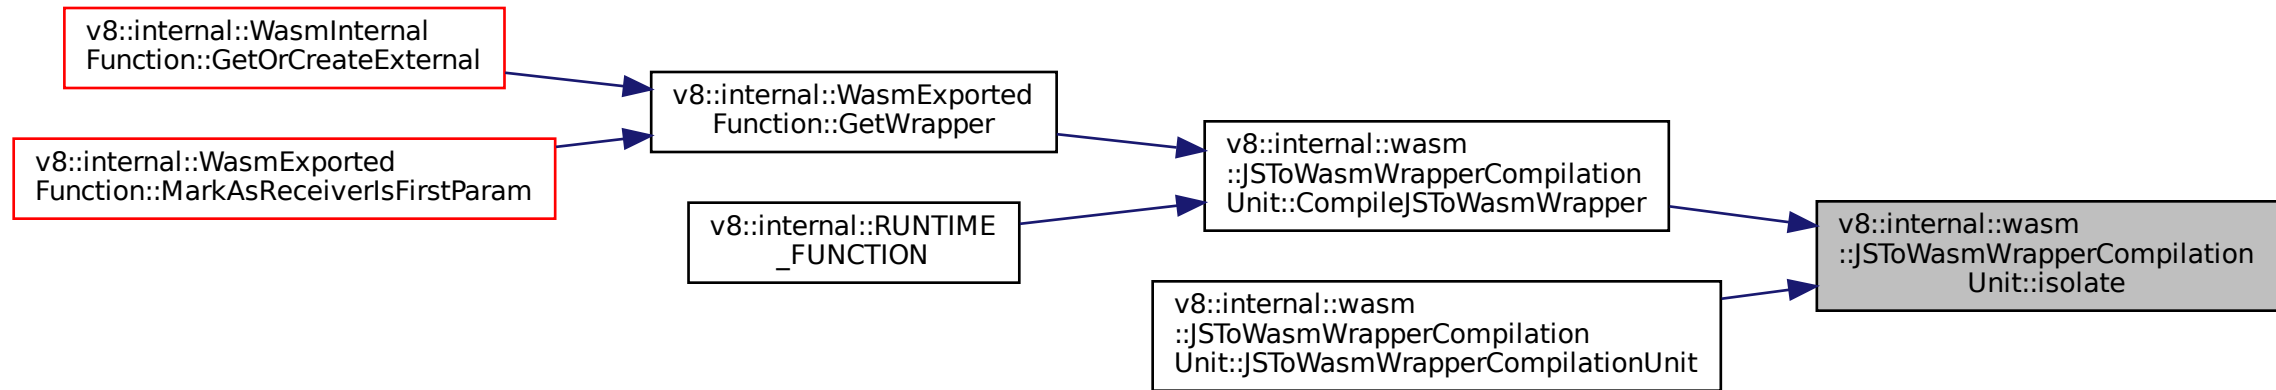 v8::internal::WasmInternal
Function::GetOrCreateExternal
v8::internal::WasmExported
Function::MarkAsReceiverIsFirstParam
v8::internal::WasmExported
Function::GetWrapper
v8::internal::RUNTIME
_FUNCTION
v8::internal::wasm
::JSToWasmWrapperCompilation
Unit::CompileJSToWasmWrapper
v8::internal::wasm
::JSToWasmWrapperCompilation
Unit::JSToWasmWrapperCompilationUnit
v8::internal::wasm
::JSToWasmWrapperCompilation
Unit::isolate